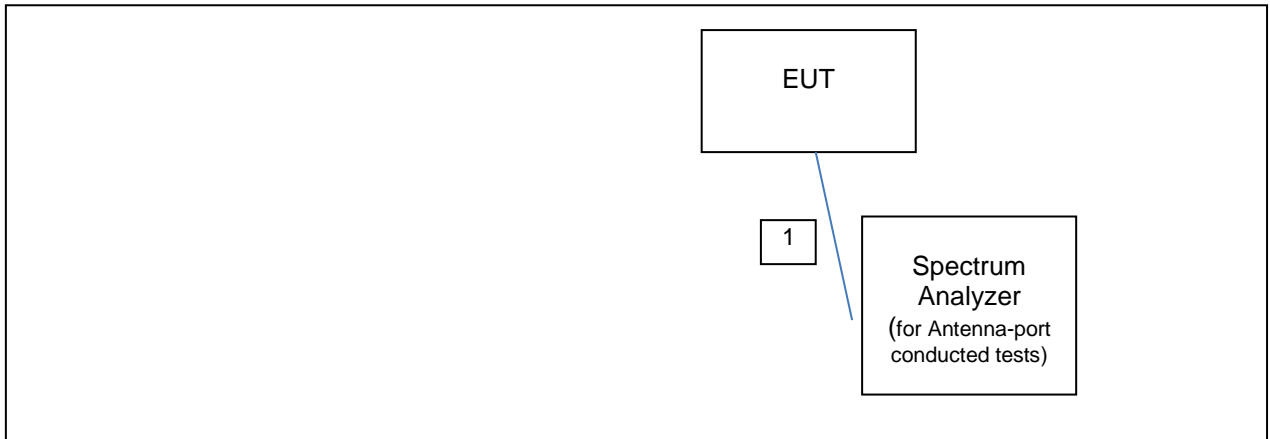 EUT
1
Spectrum
Analyzer
(for Antenna-port
conducted tests)